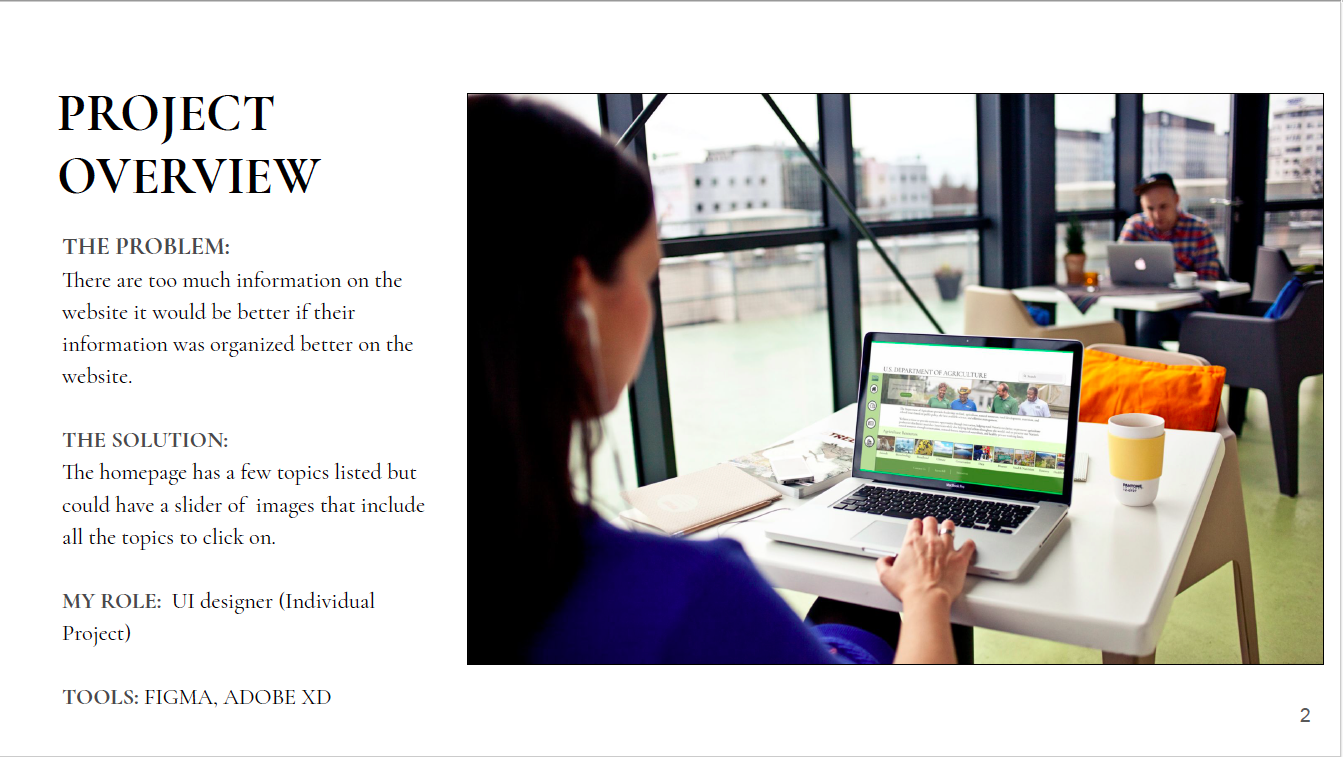 PROJECT
OVERVIEW
THE PROBLEM:
There are too much information on the
website it would be better if their
information was organized better on the
website.
THE SOLUTION:
The homepage has a few topics listed but
could have a slider of  images that include
all the topics to click on.
MY ROLE:  UI designer (Individual
Project)
TOOLS: FIGMA, ADOBE XD
U.S. DEPARTMENT OF AGRICULTURE
PANTONE
2